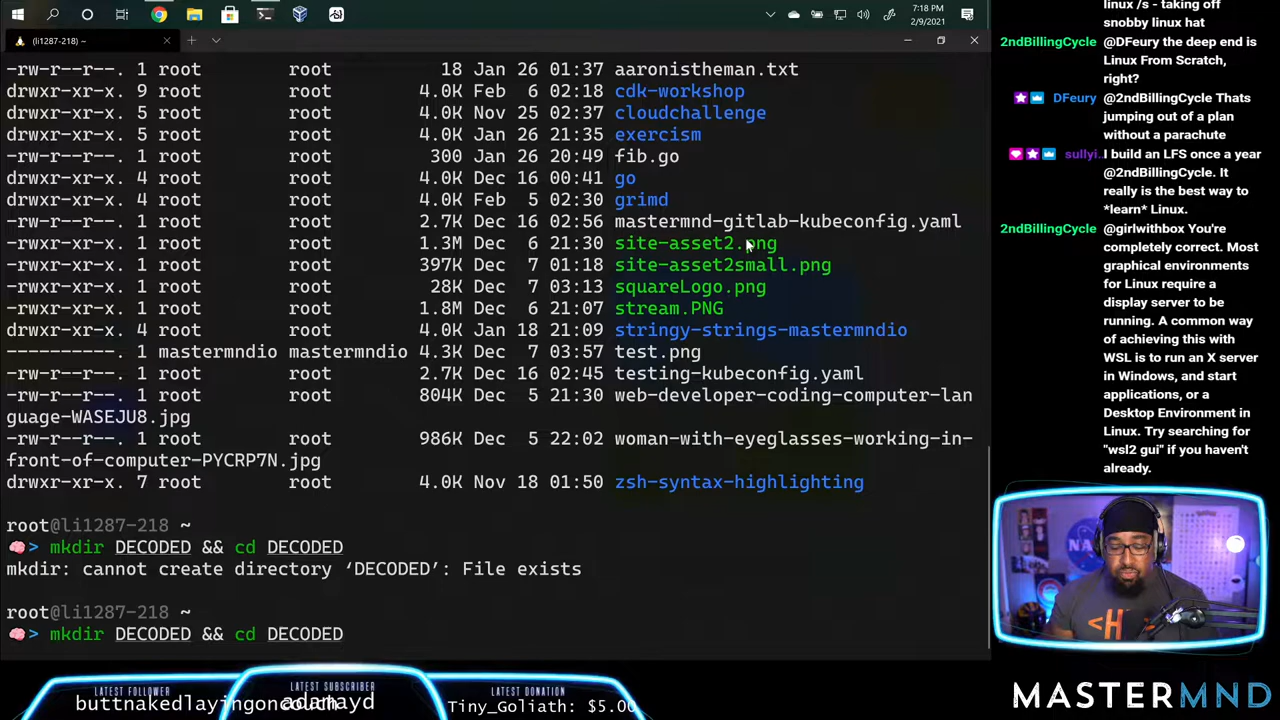 7:18 PM
2/9/2021
(li1287-218) ~
-rw-r--r--. 1 root root 18 Jan 26 01:37 aaronistheman.txt
drwxr-xr-x. 9 root root 4.0K Feb 6 02:18 cdk-workshop
drwxr-xr-x. 5 root root 4.0K Nov 25 02:37 cloudchallenge
drwxr-xr-x. 5 root root 4.0K Jan 26 21:35 exercism
-rw-r--r--. 1 root root 300 Jan 26 20:49 fib.go
drwxr-xr-x. 4 root root 4.0K Dec 16 00:41 go
drwxr-xr-x. 4 root root 4.0K Feb 5 02:30 grimd
-rw-r--r--. 1 root root 2.7K Dec 16 02:56 mastermnd-gitlab-kubeconfig.yaml
-rwxr-xr-x. 1 root root 1.3M Dec 6 21:30 site-asset2.png
-rwxr-xr-x. 1 root root 397K Dec 7 01:18 site-asset2small.png
-rwxr-xr-x. 1 root root 28K Dec 7 03:13 squareLogo.png
-rwxr-xr-x. 1 root root 1.8M Dec 6 21:07 stream.PNG
drwxr-xr-x. 4 root root 4.0K Jan 18 21:09 stringy-strings-mastermndio
----------. 1 mastermndio mastermndio 4.3K Dec 7 03:57 test.png
-rw-r--r--. 1 root root 2.7K Dec 16 02:45 testing-kubeconfig.yaml
-rw-r--r--. 1 root root 804K Dec 5 21:30 web-developer-coding-computer-lan
guage-WASEJU8.jpg
-rw-r--r--. 1 root root 986K Dec 5 22:02 woman-with-eyeglasses-working-in-
front-of-computer-PYCRP7N.jpg
drwxr-xr-x. 7 root root 4.0K Nov 18 01:50 zsh-syntax-highlighting
root@li1287-218 ~
> mkdir DECODED && cd DECODED
mkdir: cannot create directory ‘DECODED’: File exists
root@li1287-218 ~
> mkdir DECODED && cd DECODED
linux /s - taking off
snobby linux hat
2ndBillingCycle @DFeury the deep end is
Linux From Scratch,
right?
DFeury @2ndBillingCycle Thats
jumping out of a plan
without a parachute
sullyi.. I build an LFS once a year
@2ndBillingCycle. It
really is the best way to
*learn* Linux.
2ndBillingCycle @girlwithbox You're
completely correct. Most
graphical environments
for Linux require a
display server to be
running. A common way
of achieving this with
WSL is to run an X server
in Windows, and start
applications, or a
Desktop Environment in
Linux. Try searching for
"wsl2 gui" if you haven't
already.
NASA
<H
LATEST FOLLOWER
buttnakedlayingoncouch
LATEST SUBSCRIBER
adamayd
LATEST DONATION
Tiny_Goliath: $5.00
MASTERMND